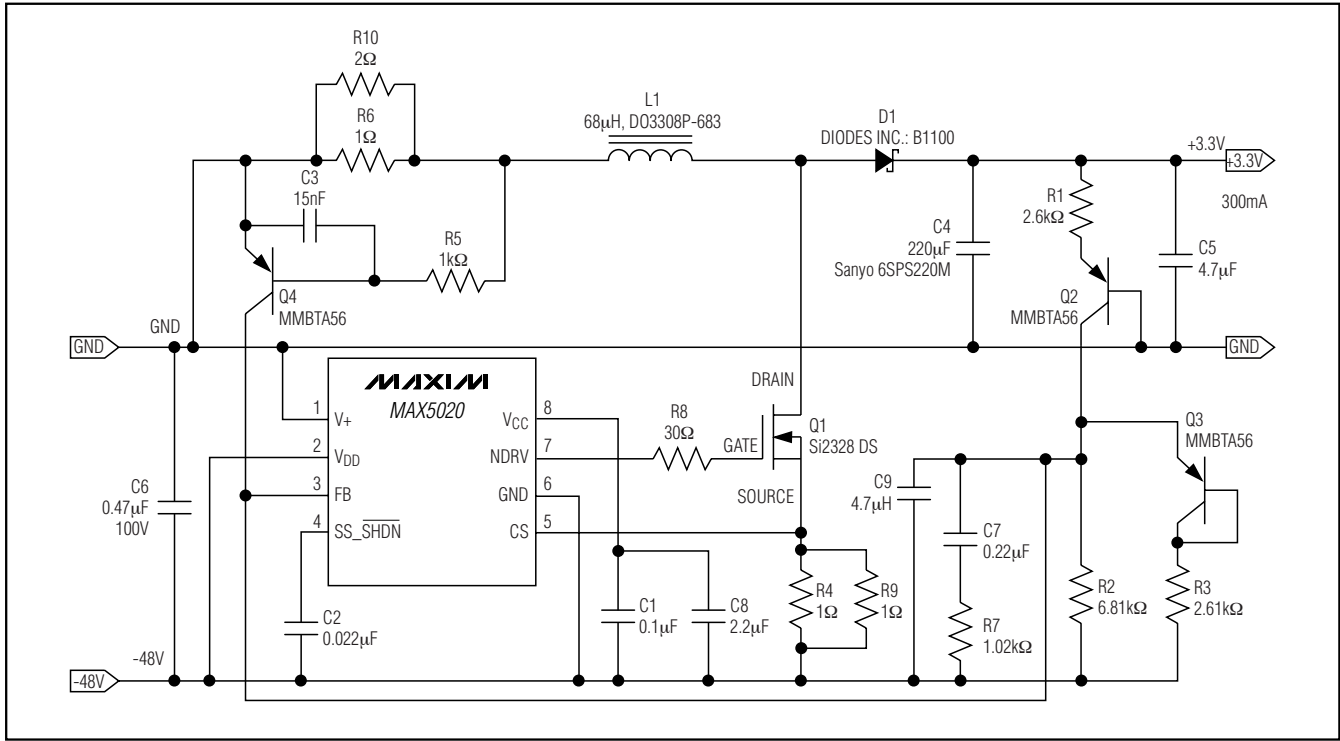 R10
2Ω
R6
1Ω
C3
15nF
R5
1kΩ
Q4
MMBTA56
L1
68µH, DO3308P-683
D1
DIODES INC.: B1100
+3.3V
+3.3V
300mA
R1
2.6kΩ
C4
220µF
Sanyo 6SPS220M
C5
4.7µF
Q2
MMBTA56
GND
GND
GND
MAXIM
MAX5020
1
V+
2
VDD
3
FB
4
SS_SHDN
8
VCC
7
NDRV
6
GND
5
CS
R8
30Ω
DRAIN
GATE
Q1
Si2328 DS
SOURCE
Q3
MMBTA56
C6
0.47µF
100V
C9
4.7µH
C7
0.22µF
R2
6.81kΩ
R3
2.61kΩ
C2
0.022µF
C1
0.1µF
C8
2.2µF
R4
1Ω
R9
1Ω
R7
1.02kΩ
-48V
-48V